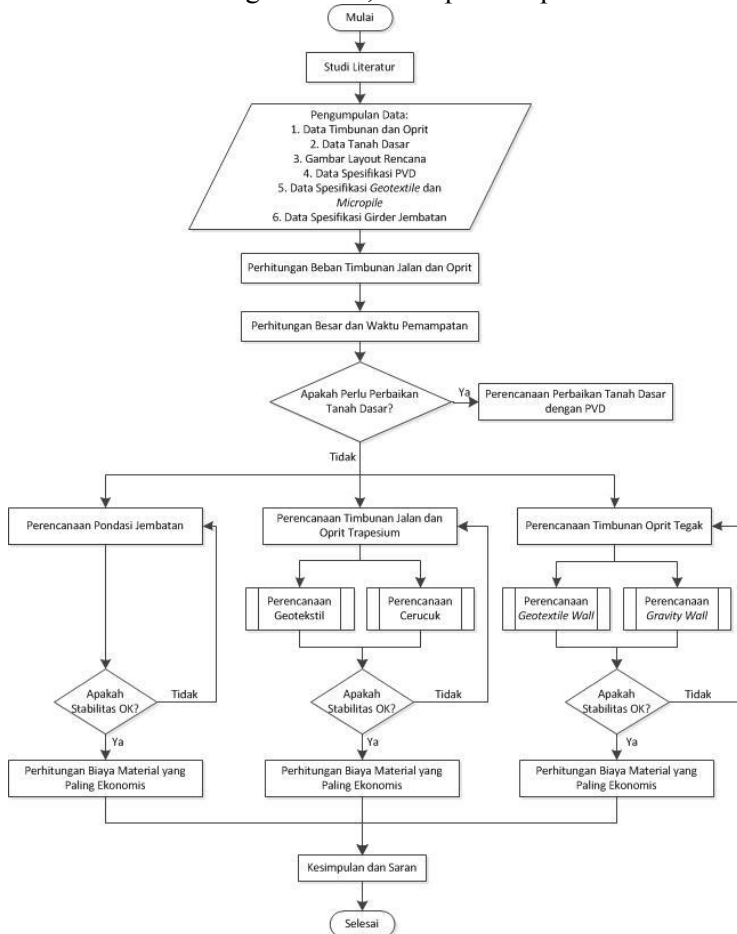 Mulai
Studi Literatur
Pengumpulan Data:
1. Data Timbunan dan Oprit
2. Data Tanah Dasar
3. Gambar Layout Rencana
4. Data Spesifikasi PVD
5. Data Spesifikasi Geotextile dan
Micropile
6. Data Spesifikasi Girder Jembatan
Perhitungan Beban Timbunan Jalan dan Oprit
Perhitungan Besar dan Waktu Pemampatan
Apakah Perlu Perbaikan
Tanah Dasar?
Ya
Perencanaan Perbaikan Tanah Dasar
dengan PVD
Tidak
Perencanaan Pondasi Jembatan
Perencanaan Timbunan Jalan dan
Oprit Trapesium
Perencanaan Timbunan Oprit Tegak
Perencanaan
Geotekstil
Perencanaan
Cerucuk
Perencanaan
Geotextile Wall
Perencanaan
Gravity Wall
Apakah
Stabilitas OK?
Tidak
Apakah
Stabilitas OK?
Tidak
Apakah
Stabilitas OK?
Tidak
Ya
Ya
Ya
Perhitungan Biaya Material yang
Paling Ekonomis
Perhitungan Biaya Material yang
Paling Ekonomis
Perhitungan Biaya Material yang
Paling Ekonomis
Kesimpulan dan Saran
Selesai